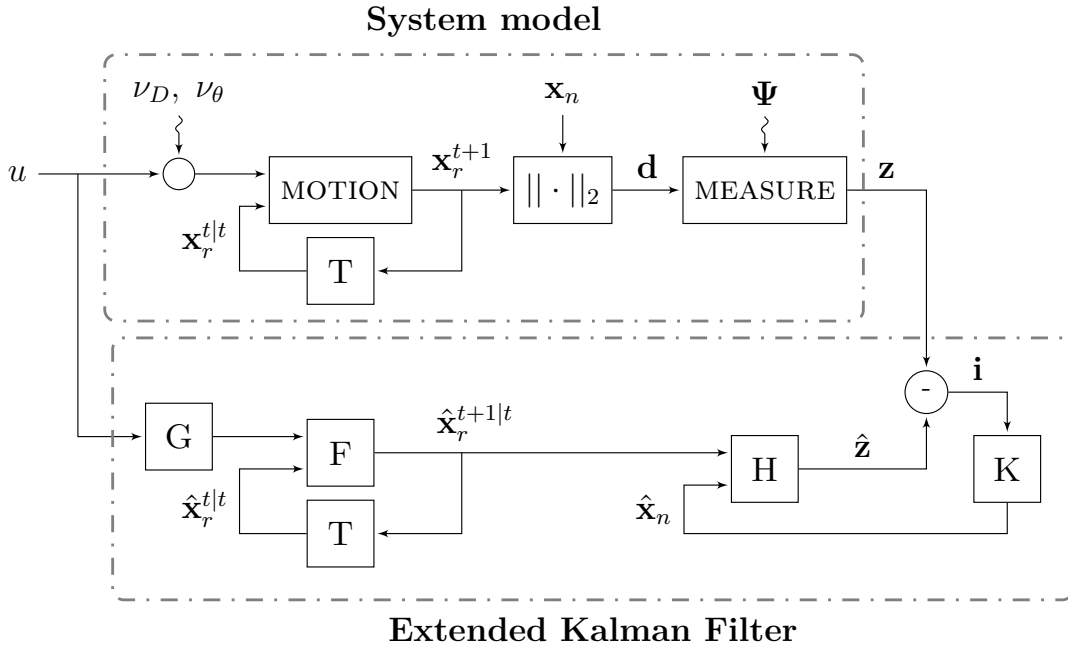 System model
ν_D, ν_θ
x_n
Ψ
u
MOTION
x_r^{t+1}
|| · ||_2
d
MEASURE
z
x_r^{t|t}
T
i
-
G
F
x̂_r^{t+1|t}
H
ẑ
K
x̂_r^{t|t}
T
x̂_n
Extended Kalman Filter